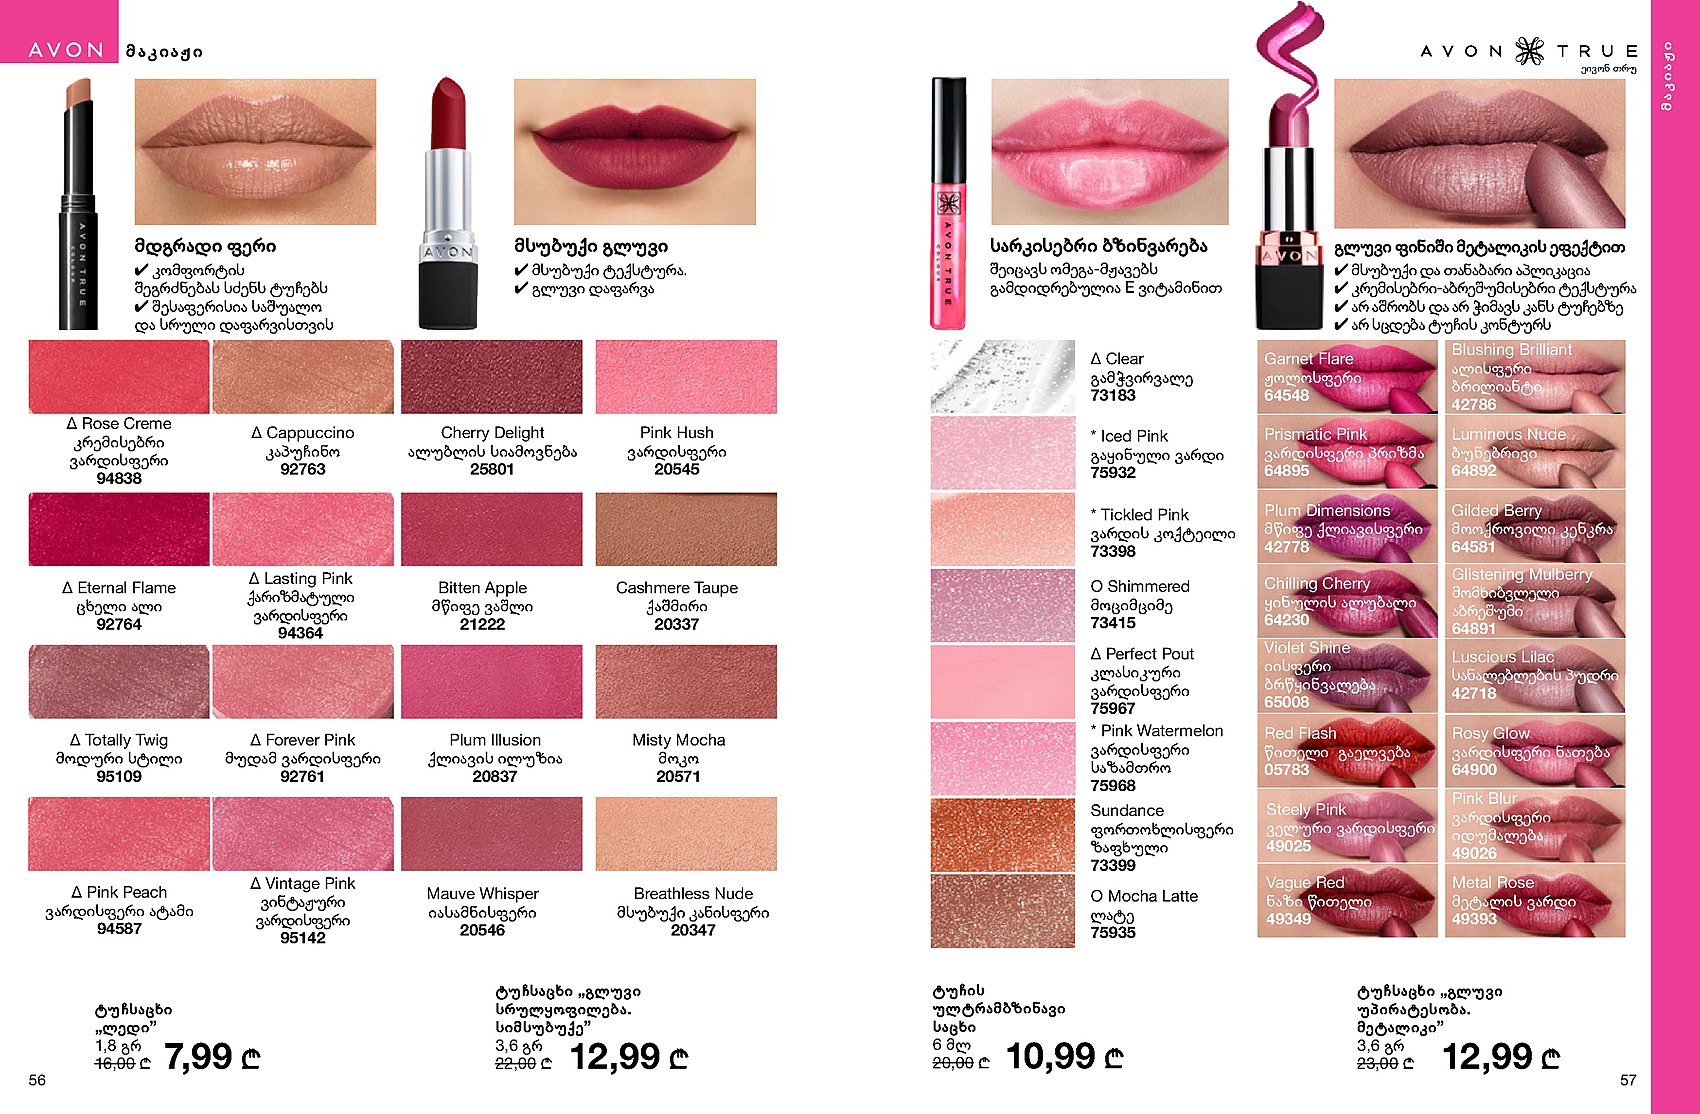 AVON
მაკიაჟი
მდგრადი ფერი
✔ კომფორტის
შეგრძნებას სძენს ტუჩებს
✔ შესაფერისია საშუალო
და სრული დაფარვისთვის
მსუბუქი გლუვი
✔ მსუბუქი ტექსტურა.
✔ გლუვი დაფარვა
AVON TRUE
COLOUR
AVON
Δ Rose Creme
კრემისებრი
ვარდისფერი
94838
Δ Cappuccino
კაპუჩინო
92763
Cherry Delight
ალუბლის სიამოვნება
25801
Pink Hush
ვარდისფერი
20545
Δ Eternal Flame
ცხელი ალი
92764
Δ Lasting Pink
ქარიზმატული
ვარდისფერი
94364
Bitten Apple
მწიფე ვაშლი
21222
Cashmere Taupe
ქაშმირი
20337
Δ Totally Twig
მოდური სტილი
95109
Δ Forever Pink
მუდამ ვარდისფერი
92761
Plum Illusion
ქლიავის ილუზია
20837
Misty Mocha
მოკო
20571
Δ Pink Peach
ვარდისფერი ატამი
94587
Δ Vintage Pink
ვინტაჟური
ვარდისფერი
95142
Mauve Whisper
იასამნისფერი
20546
Breathless Nude
მსუბუქი კანისფერი
20347
ტუჩსაცხი
„ლედი”
1,8 გრ
16,00 ₾
7,99 ₾
ტუჩსაცხი „გლუვი
სრულყოფილება.
სიმსუბუქე”
3,6 გრ
22,00 ₾
12,99 ₾
56
AVON TRUE
ეივონ თრუ
მაკიაჟი
სარკისებრი ბზინვარება
შეიცავს ომეგა-მჟავებს
გამდიდრებულია E ვიტამინით
გლუვი ფინიში მეტალიკის ეფექტით
✔ მსუბუქი და თანაბარი აპლიკაცია
✔ კრემისებრი-აბრეშუმისებრი ტექსტურა
✔ არ აშრობს და არ ჭიმავს კანს ტუჩებზე
✔ არ სცდება ტუჩის კონტურს
AVON TRUE
COLOUR
AVON
Δ Clear
გამჭვირვალე
73183
* Iced Pink
გაყინული ვარდი
75932
* Tickled Pink
ვარდის კოქტეილი
73398
O Shimmered
მოციმციმე
73415
Δ Perfect Pout
კლასიკური
ვარდისფერი
75967
* Pink Watermelon
ვარდისფერი
საზამთრო
75968
Sundance
ფორთოხლისფერი
ზაფხული
73399
O Mocha Latte
ლატე
75935
Garnet Flare
ჟოლოსფერი
64548
Blushing Brilliant
ალისფერი
ბრილიანტი
42786
Prismatic Pink
ვარდისფერი პრიზმა
64895
Luminous Nude
ბუნებრივი
64892
Plum Dimensions
მწიფე ქლიავისფერი
42778
Gilded Berry
მოოქროვილი კენკრა
64581
Chilling Cherry
ყინულის ალუბალი
64230
Glistening Mulberry
მომხიბვლელი
აბრეშუმი
64891
Violet Shine
იისფერი
ბრწყინვალება
65008
Luscious Lilac
სანალებლების პუდრი
42718
Red Flash
წითელი გაელვება
05783
Rosy Glow
ვარდისფერი ნათება
64900
Steely Pink
ველური ვარდისფერი
49025
Pink Blur
ვარდისფერი
იდუმალება
49026
Vague Red
ნაზი წითელი
49349
Metal Rose
მეტალის ვარდი
49393
ტუჩის
ულტრამბზინავი
საცხი
6 მლ
20,00 ₾
10,99 ₾
ტუჩსაცხი „გლუვი
უპირატესობა.
მეტალიკი”
3,6 გრ
23,00 ₾
12,99 ₾
57